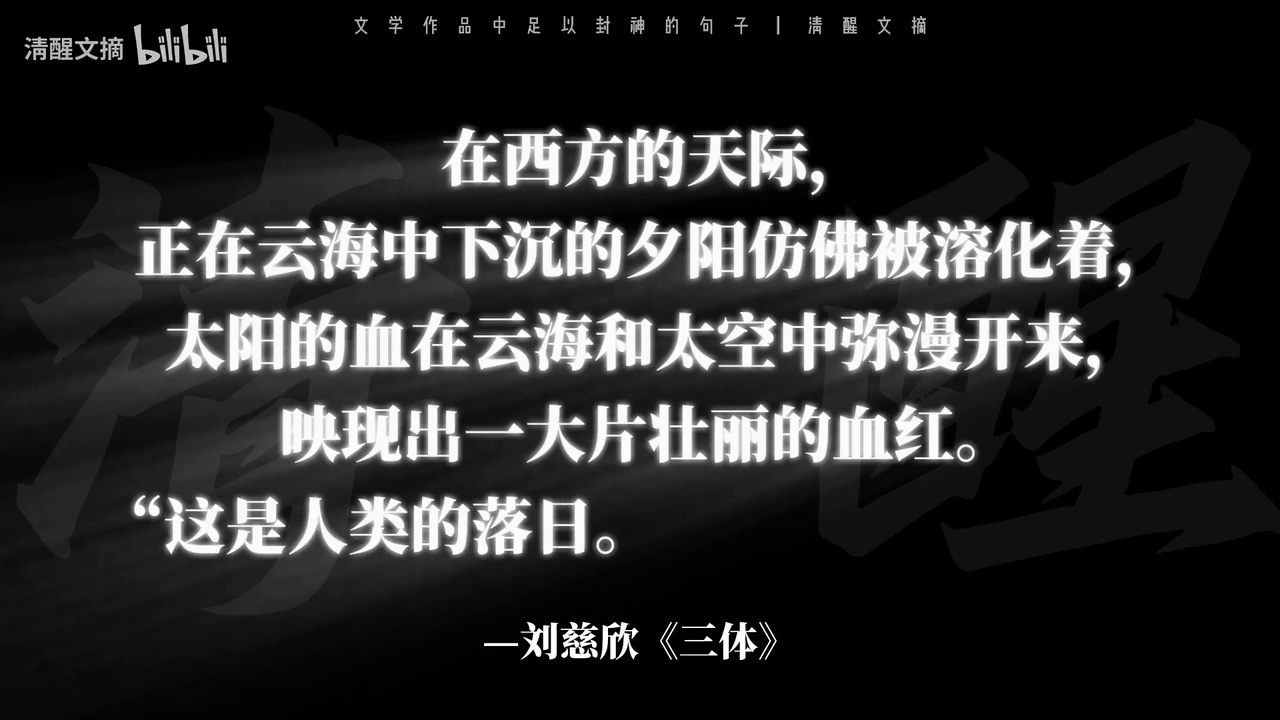 文学作品中足以封神的句子 | 清醒文摘
清醒文摘 bilibili
清醒
在西方的天际,
正在云海中下沉的夕阳仿佛被溶化着,
太阳的血在云海和太空中弥漫开来,
映现出一大片壮丽的血红。
“这是人类的落日。
—刘慈欣《三体》